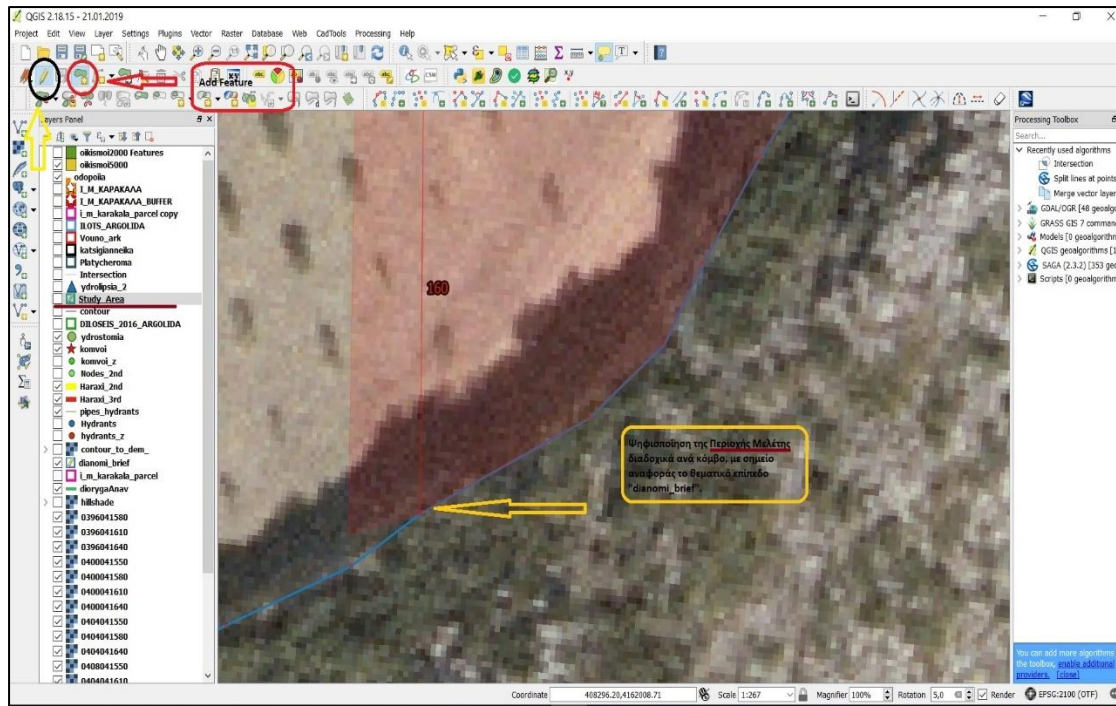 QGIS 2.18.15 - 21.01.2019
Project Edit View Layer Settings Plugins Vector Raster Database Web CadTools Processing Help
Add Feature
Layers Panel
Processing Toolbox
oikismoi2000 Features
oikismoi5000
odopoiia
I_M_ΚΑΡΑΚΑΛΑ
I_M_ΚΑΡΑΚΑΛΑ_BUFFER
i_m_karakala_parcel copy
ILOTS_ARGOLIDA
Vouno_ark
katsigianneika
Platycheroma
Intersection
ydrolipsia_2
Study_Area
contour
DILOSEIS_2016_ARGOLIDA
ydrostomia
komvoi
komvoi_z
Nodes_2nd
Haraxi_2nd
Haraxi_3rd
pipes_hydrants
Hydrants
hydrants_z
contour_to_dem_
dianomi_brief
i_m_karakala_parcel
diorygaAnav
hillshade
0396041580
0396041610
0396041640
0400041550
0400041580
0400041610
0400041640
0404041550
0404041580
0404041640
0408041550
0404041610
160
Ψηφιοποίηση της Περιοχής Μελέτης
διαδοχικά ανά κόμβο, με σημείο
αναφοράς το θεματικό επίπεδο
"dianomi_brief".
Search...
Recently used algorithms
Intersection
Split lines at points
Merge vector layer
GDAL/OGR [48 geoalgo
GRASS GIS 7 comman
Models [0 geoalgorithm
QGIS geoalgorithms [1
SAGA (2.3.2) [353 geo
Scripts [0 geoalgorithm
You can add more algorithms
the toolbox, enable additional
providers. [close]
Coordinate 408296.20,4162008.71 Scale 1:267 Magnifier 100% Rotation 5,0 Render EPSG:2100 (OTF)